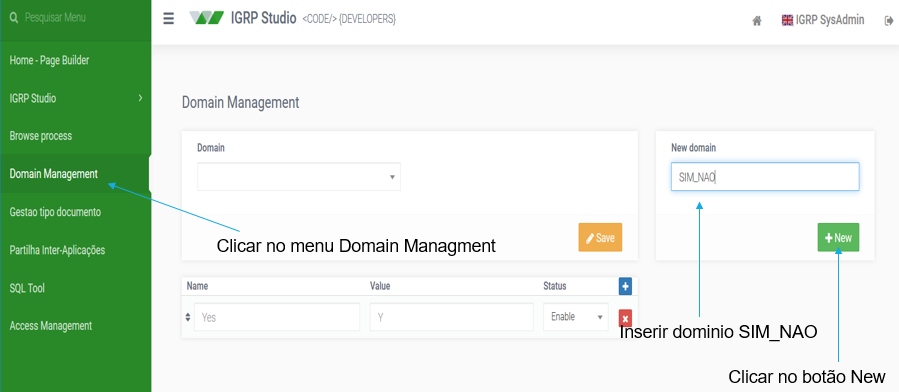 Pesquisar Menu
IGRP Studio <CODE/> {DEVELOPERS}
IGRP SysAdmin
Home - Page Builder
IGRP Studio
Browse process
Domain Management
Gestao tipo documento
Partilha Inter-Aplicações
SQL Tool
Access Management
Domain Management
Domain
Save
New domain
SIM_NAO
New
Clicar no menu Domain Managment
Name Value Status
Yes Y Enable
Inserir dominio SIM_NAO
Clicar no botão New